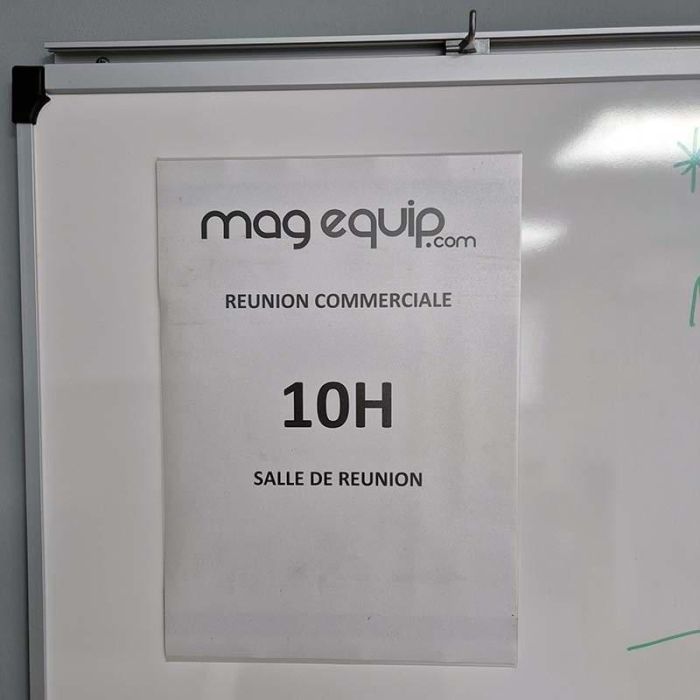 mag equip.com
REUNION COMMERCIALE
10H
SALLE DE REUNION